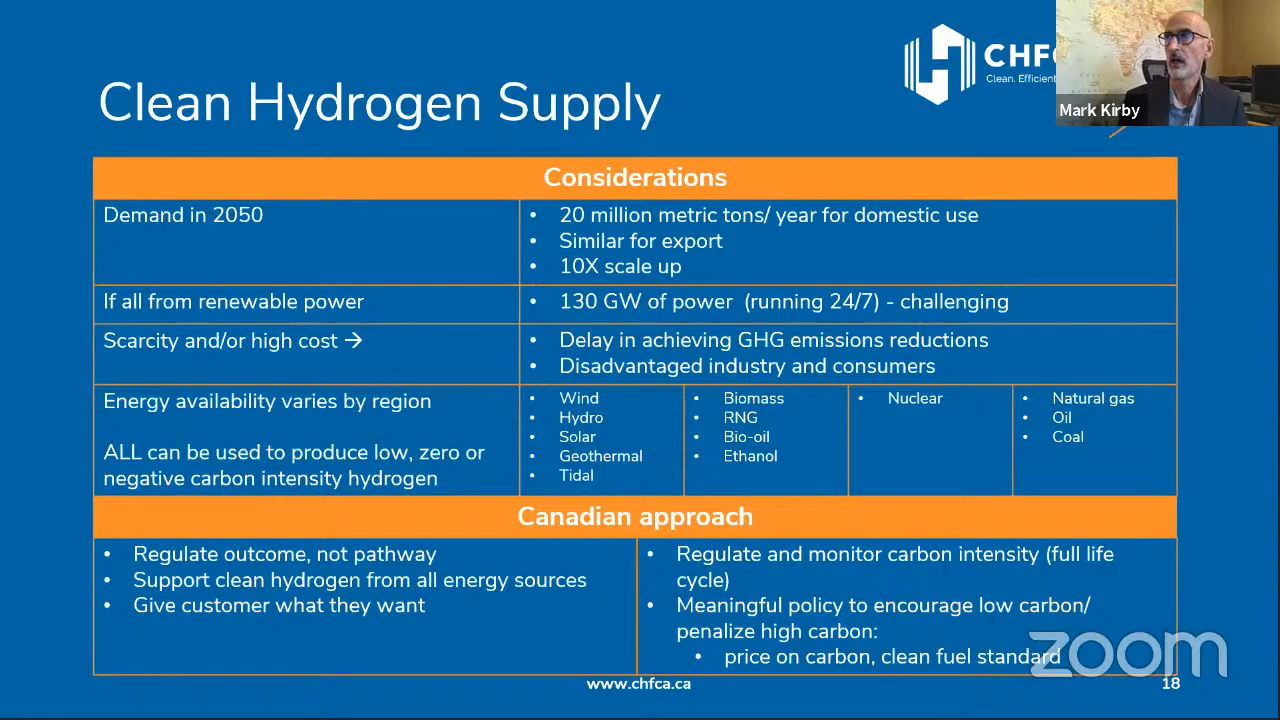 CHFC
Clean. Efficient
Mark Kirby
Clean Hydrogen Supply
Considerations
Demand in 2050
• 20 million metric tons/ year for domestic use
• Similar for export
• 10X scale up
If all from renewable power
• 130 GW of power (running 24/7) - challenging
Scarcity and/or high cost →
• Delay in achieving GHG emissions reductions
• Disadvantaged industry and consumers
Energy availability varies by region
ALL can be used to produce low, zero or
negative carbon intensity hydrogen
• Wind
• Hydro
• Solar
• Geothermal
• Tidal
• Biomass
• RNG
• Bio-oil
• Ethanol
• Nuclear
• Natural gas
• Oil
• Coal
Canadian approach
• Regulate outcome, not pathway
• Support clean hydrogen from all energy sources
• Give customer what they want
• Regulate and monitor carbon intensity (full life
cycle)
• Meaningful policy to encourage low carbon/
penalize high carbon:
• price on carbon, clean fuel standard
zoom
www.chfca.ca
18